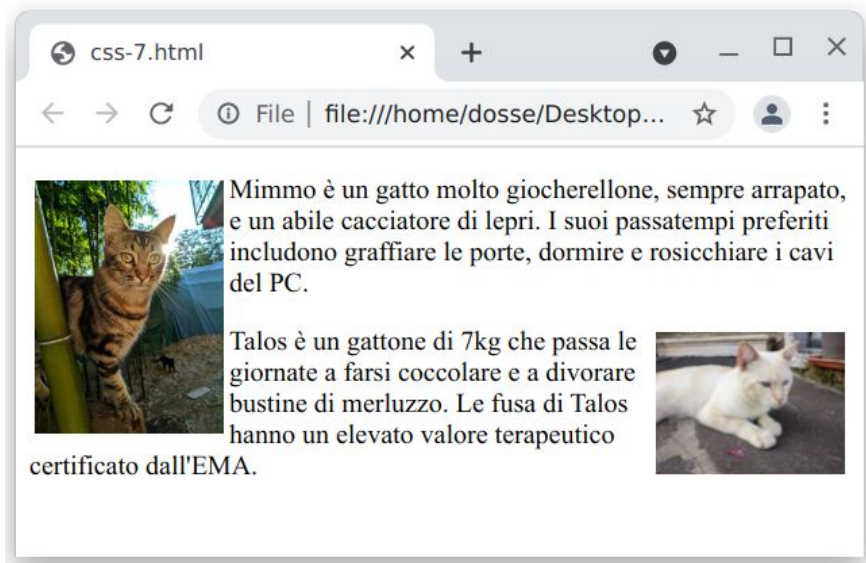 css-7.html
File | file:///home/dosse/Desktop...
Mimmo è un gatto molto giocherellone, sempre arrapato,
e un abile cacciatore di lepri. I suoi passatempi preferiti
includono graffiare le porte, dormire e rosicchiare i cavi
del PC.
Talos è un gattone di 7kg che passa le
giornate a farsi coccolare e a divorare
bustine di merluzzo. Le fusa di Talos
hanno un elevato valore terapeutico
certificato dall'EMA.